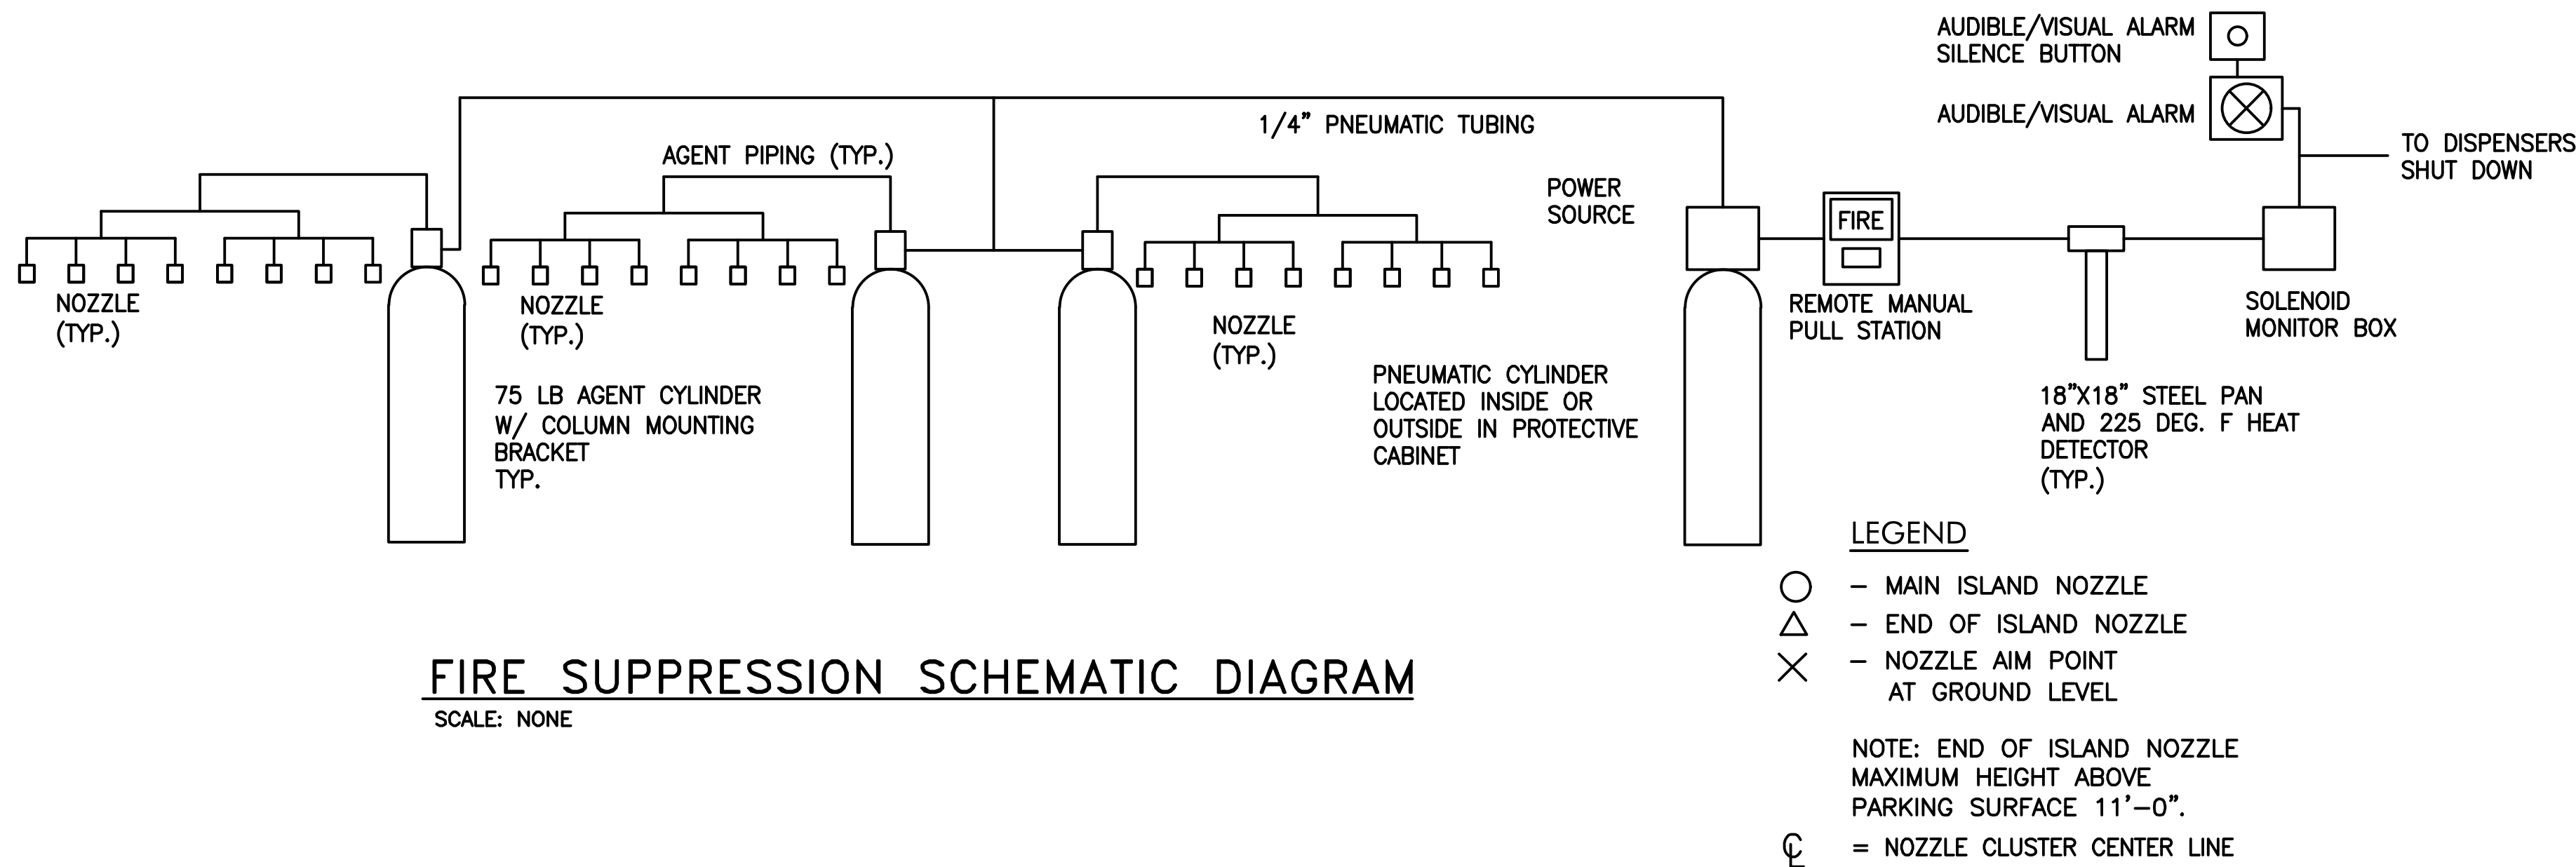 AUDIBLE/VISUAL ALARM
SILENCE BUTTON
AUDIBLE/VISUAL ALARM
TO DISPENSERS
SHUT DOWN
1/4" PNEUMATIC TUBING
AGENT PIPING (TYP.)
POWER
SOURCE
FIRE
NOZZLE
(TYP.)
NOZZLE
(TYP.)
NOZZLE
(TYP.)
REMOTE MANUAL
PULL STATION
SOLENOID
MONITOR BOX
75 LB AGENT CYLINDER
W/ COLUMN MOUNTING
BRACKET
TYP.
PNEUMATIC CYLINDER
LOCATED INSIDE OR
OUTSIDE IN PROTECTIVE
CABINET
18"X18" STEEL PAN
AND 225 DEG. F HEAT
DETECTOR
(TYP.)
LEGEND
– MAIN ISLAND NOZZLE
– END OF ISLAND NOZZLE
– NOZZLE AIM POINT
AT GROUND LEVEL
NOTE: END OF ISLAND NOZZLE
MAXIMUM HEIGHT ABOVE
PARKING SURFACE 11'–0".
℄ = NOZZLE CLUSTER CENTER LINE
FIRE SUPPRESSION SCHEMATIC DIAGRAM
SCALE: NONE